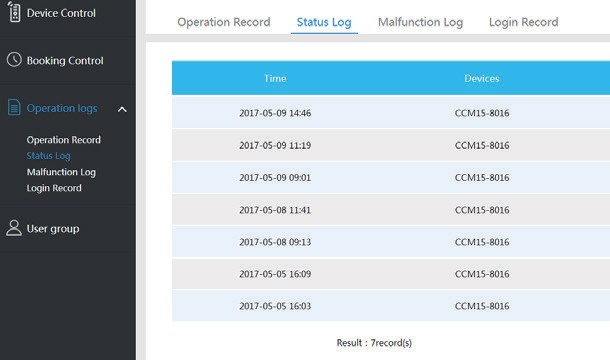 Device Control
Booking Control
Operation logs
Operation Record
Status Log
Malfunction Log
Login Record
User group
Operation Record Status Log Malfunction Log Login Record
Time Devices
2017-05-09 14:46 CCM15-8016
2017-05-09 11:19 CCM15-8016
2017-05-09 09:01 CCM15-8016
2017-05-08 11:41 CCM15-8016
2017-05-08 09:13 CCM15-8016
2017-05-05 16:09 CCM15-8016
2017-05-05 16:03 CCM15-8016
Result : 7record(s)